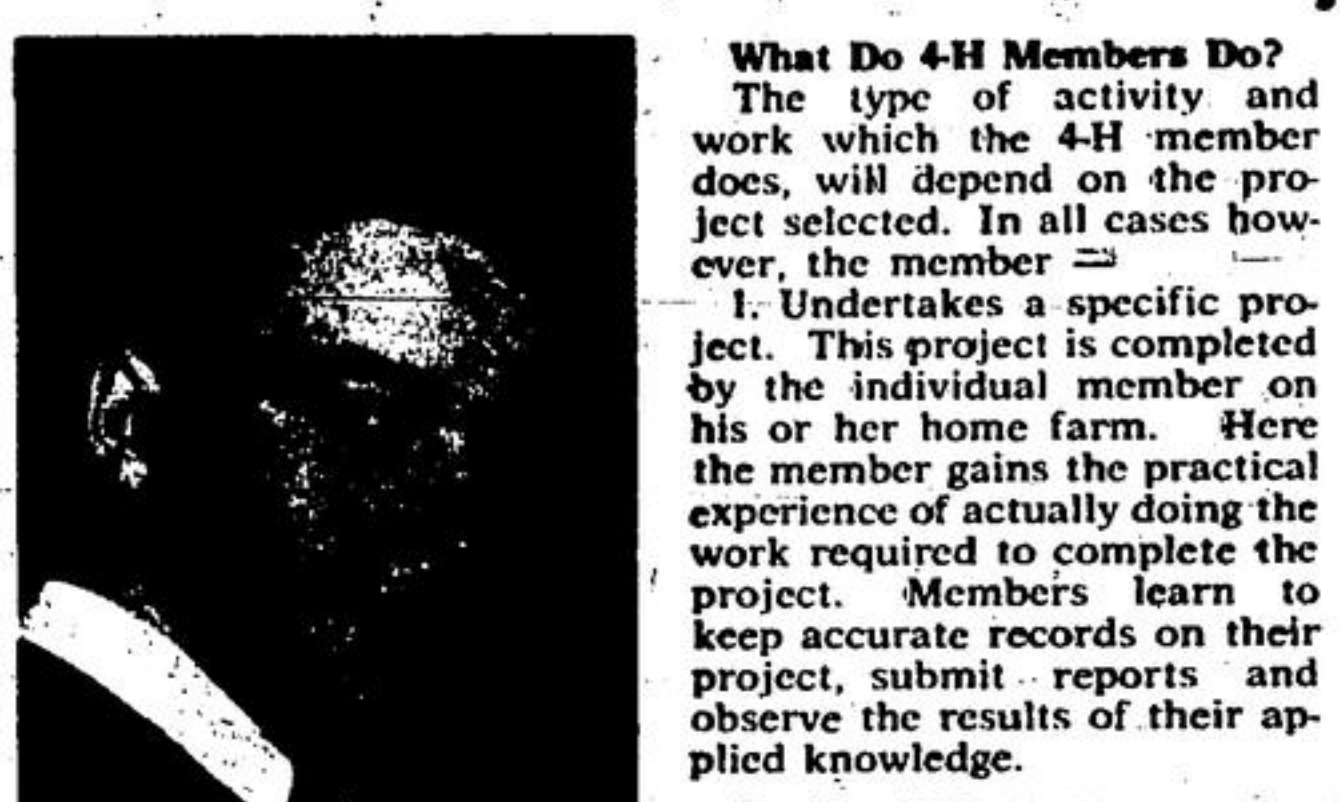 What Do 4-H Members Do?
The type of activity and
work which the 4-H member
does, will depend on the pro-
ject selected. In all cases how-
ever, the member —
1. Undertakes a specific pro-
ject. This project is completed
by the individual member on
his or her home farm. Here
the member gains the practical
experience of actually doing the
work required to complete the
project. Members learn to
keep accurate records on their
project, submit reports and
observe the results of their ap-
plied knowledge.